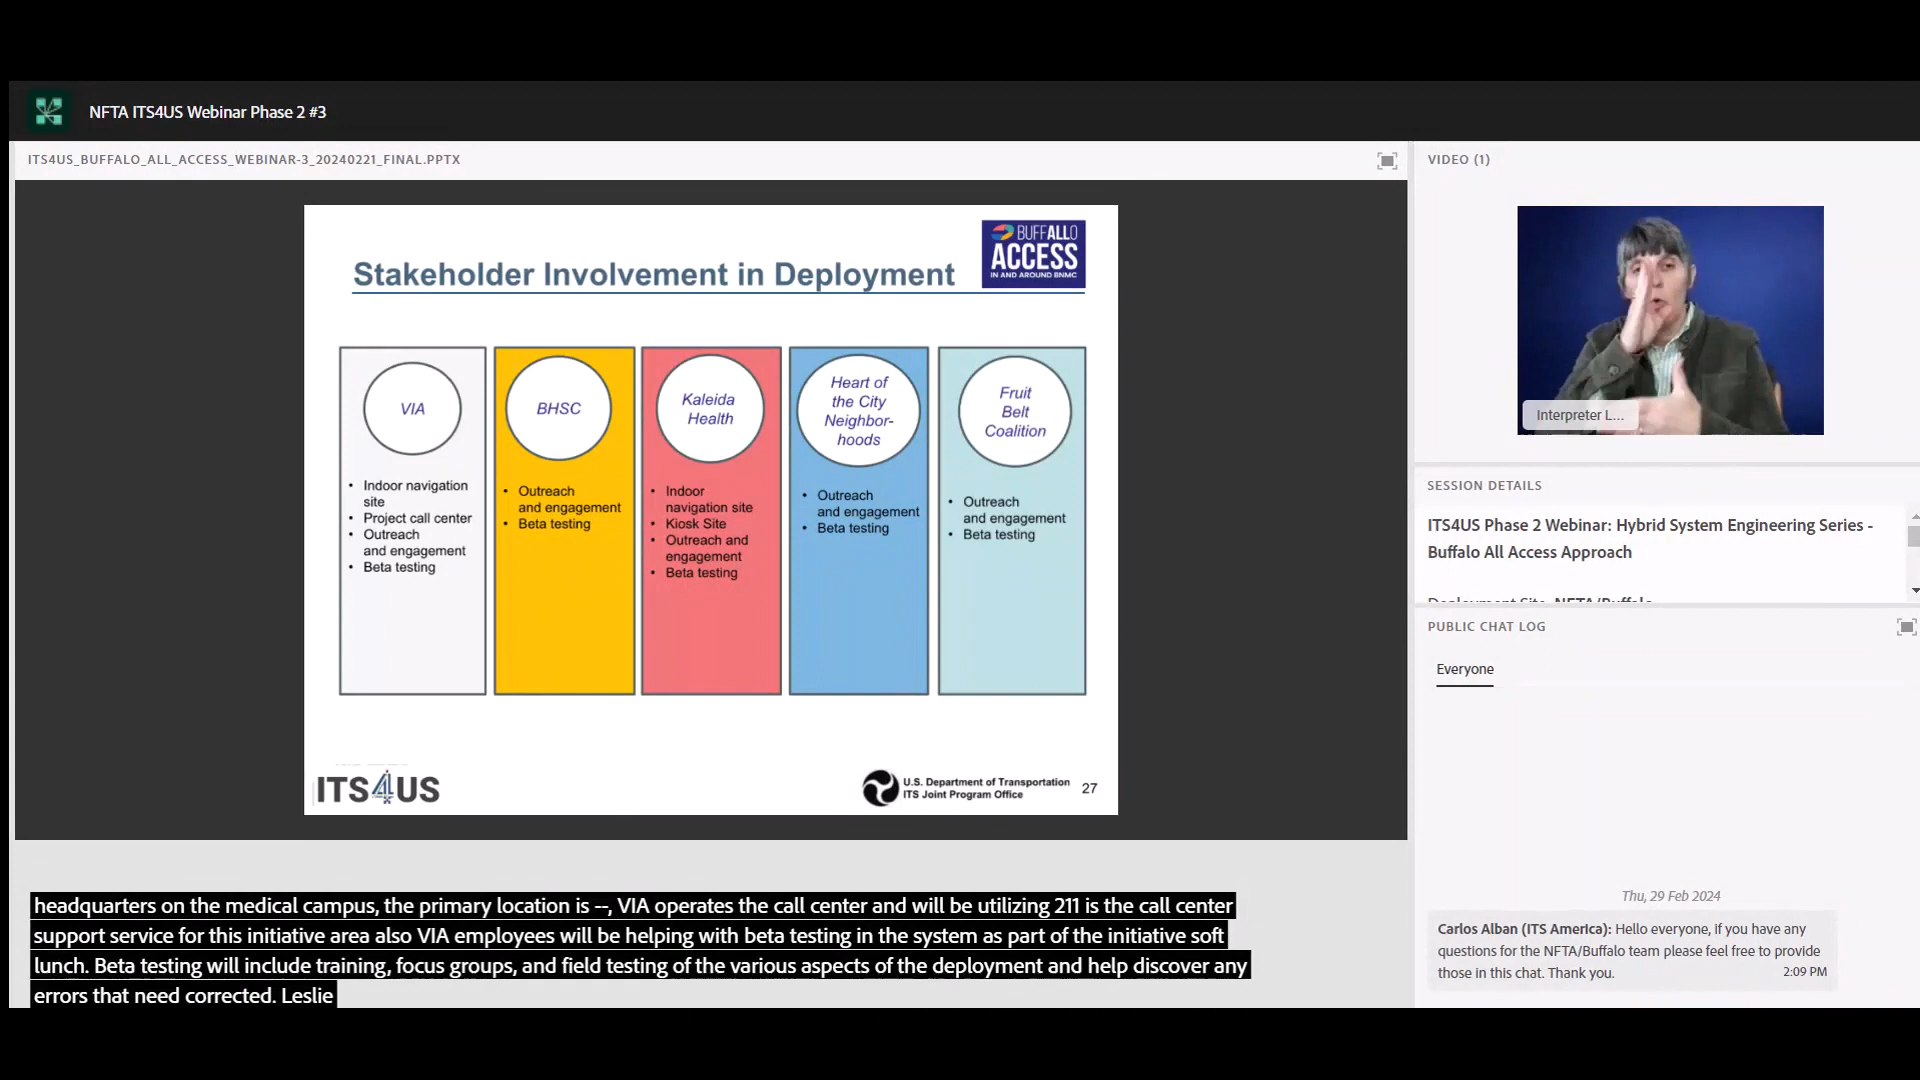 NFTA ITS4US Webinar Phase 2 #3
ITS4US_BUFFALO_ALL_ACCESS_WEBINAR-3_20240221_FINAL.PPTX
BUFFALLO
ACCESS
IN AND AROUND BNMC
Stakeholder Involvement in Deployment
VIA
• Indoor navigation
site
• Project call center
• Outreach
and engagement
• Beta testing
BHSC
• Outreach
and engagement
• Beta testing
Kaleida
Health
• Indoor
navigation site
• Kiosk Site
• Outreach and
engagement
• Beta testing
Heart of
the City
Neighbor-
hoods
• Outreach
and engagement
• Beta testing
Fruit
Belt
Coalition
• Outreach
and engagement
• Beta testing
ITS4US
U.S. Department of Transportation
ITS Joint Program Office
27
headquarters on the medical campus, the primary location is --, VIA operates the call center and will be utilizing 211 is the call center
support service for this initiative area also VIA employees will be helping with beta testing in the system as part of the initiative soft
lunch. Beta testing will include training, focus groups, and field testing of the various aspects of the deployment and help discover any
errors that need corrected. Leslie
VIDEO (1)
Interpreter L...
SESSION DETAILS
ITS4US Phase 2 Webinar: Hybrid System Engineering Series -
Buffalo All Access Approach
Deployment Site: NFTA/Buffalo
PUBLIC CHAT LOG
Everyone
Thu, 29 Feb 2024
Carlos Alban (ITS America): Hello everyone, if you have any
questions for the NFTA/Buffalo team please feel free to provide
those in this chat. Thank you.
2:09 PM